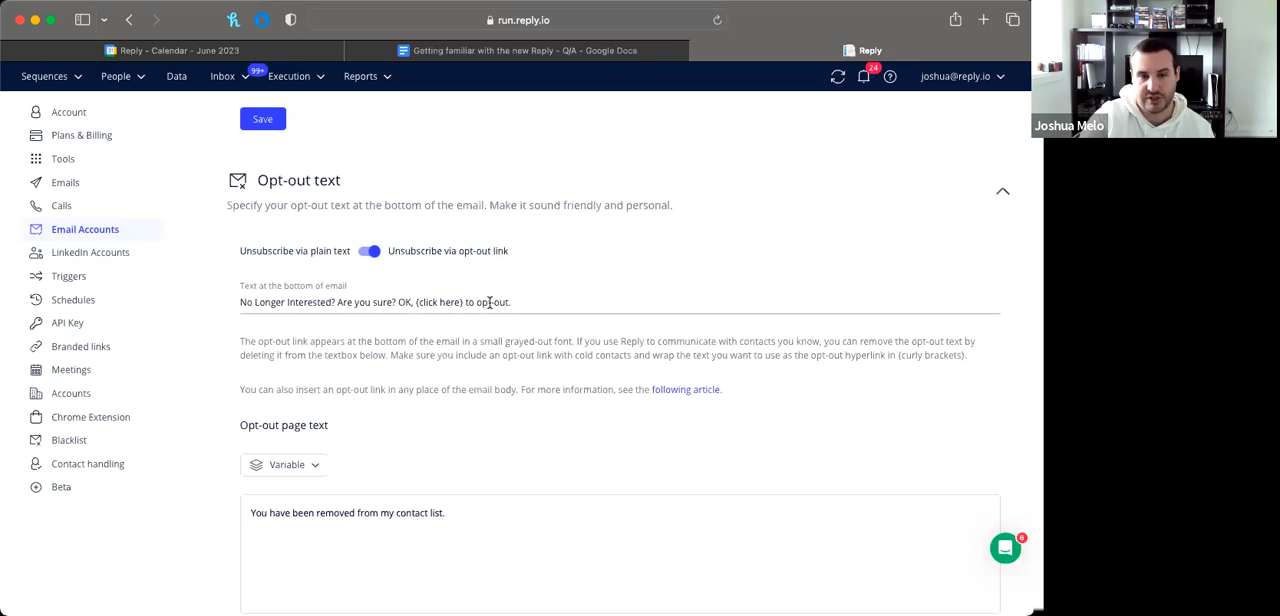 run.reply.io
Reply - Calendar - June 2023
Getting familiar with the new Reply - Q/A - Google Docs
Reply
Sequences
People
Data
Inbox
99+
Execution
Reports
24
joshua@reply.io
Joshua Melo
Account
Plans & Billing
Tools
Emails
Calls
Email Accounts
LinkedIn Accounts
Triggers
Schedules
API Key
Branded links
Meetings
Accounts
Chrome Extension
Blacklist
Contact handling
Beta
Save
Opt-out text
Specify your opt-out text at the bottom of the email. Make it sound friendly and personal.
Unsubscribe via plain text
Unsubscribe via opt-out link
Text at the bottom of email
No Longer Interested? Are you sure? OK, {click here} to opt-out.
The opt-out link appears at the bottom of the email in a small grayed-out font. If you use Reply to communicate with contacts you know, you can remove the opt-out text by
deleting it from the textbox below. Make sure you include an opt-out link with cold contacts and wrap the text you want to use as the opt-out hyperlink in {curly brackets}.
You can also insert an opt-out link in any place of the email body. For more information, see the following article.
Opt-out page text
Variable
You have been removed from my contact list.
6